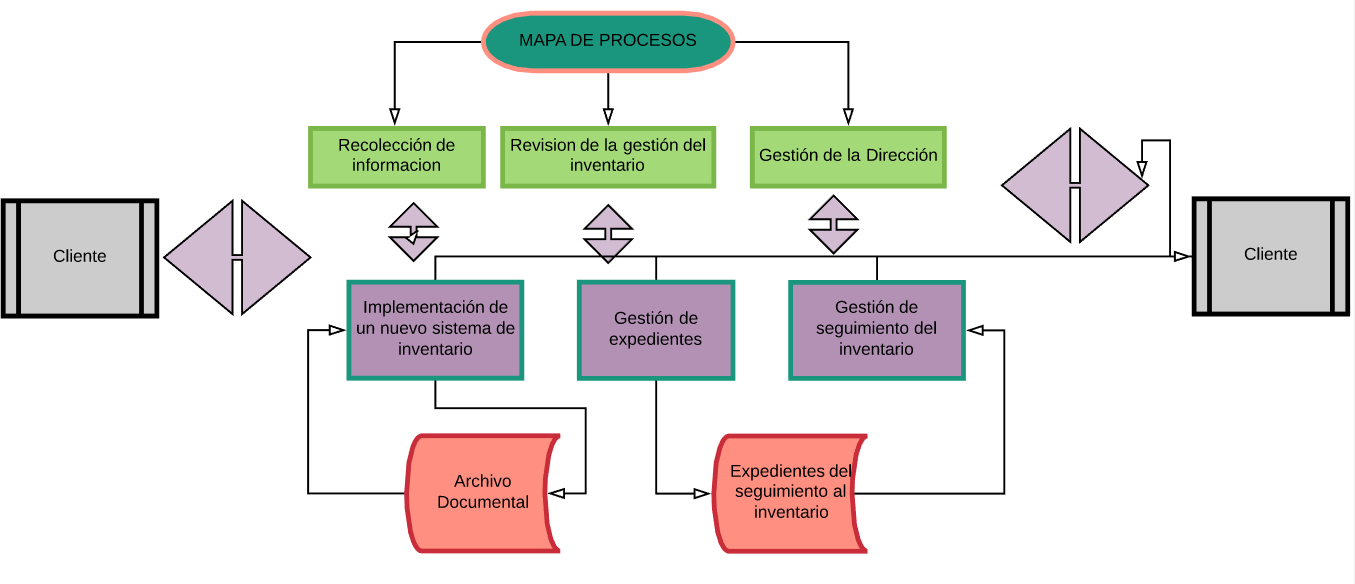 MAPA DE PROCESOS
Recolección de
informacion
Revision de la gestión del
inventario
Gestión de la Dirección
Cliente
Cliente
Implementación de
un nuevo sistema de
inventario
Gestión de
expedientes
Gestión de
seguimiento del
inventario
Archivo
Documental
Expedientes del
seguimiento al
inventario